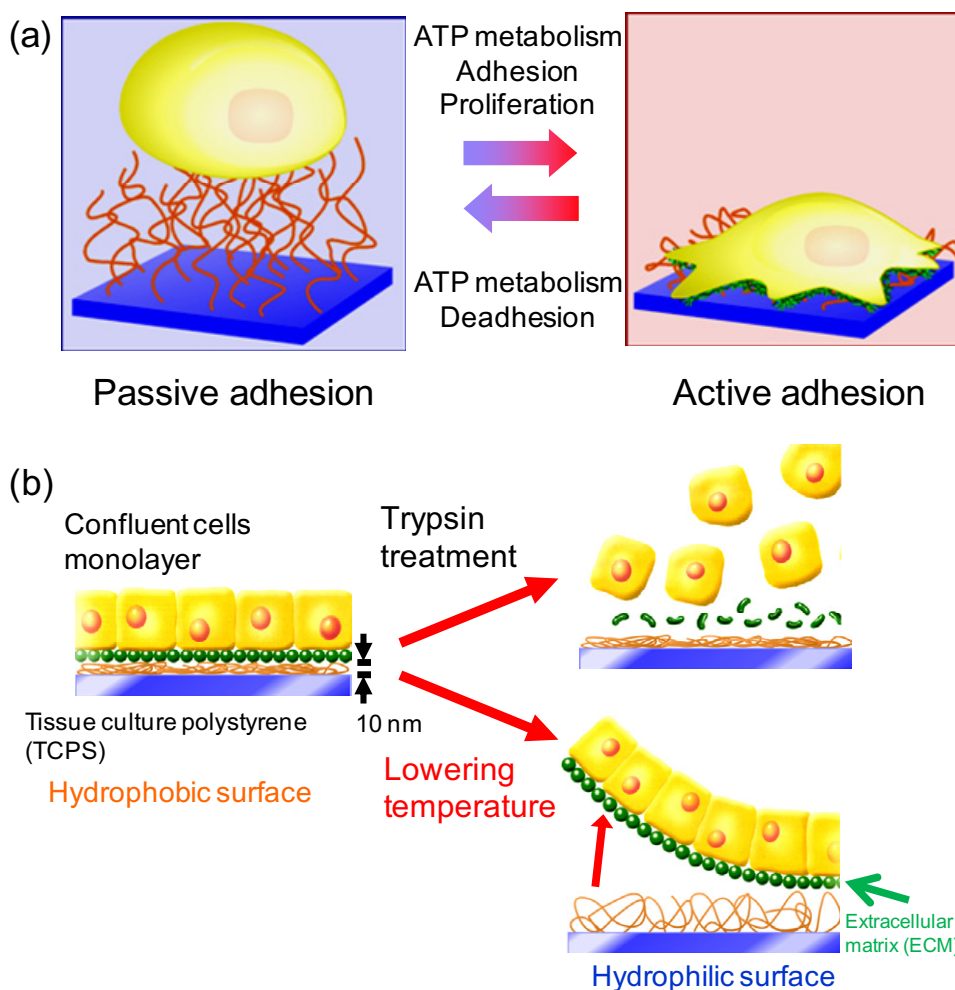 (a)
ATP metabolism
Adhesion
Proliferation
ATP metabolism
Deadhesion
Passive adhesion
Active adhesion
(b)
Confluent cells
monolayer
Trypsin
treatment
10 nm
Tissue culture polystyrene
(TCPS)
Hydrophobic surface
Lowering
temperature
Extracellular
matrix (ECM)
Hydrophilic surface